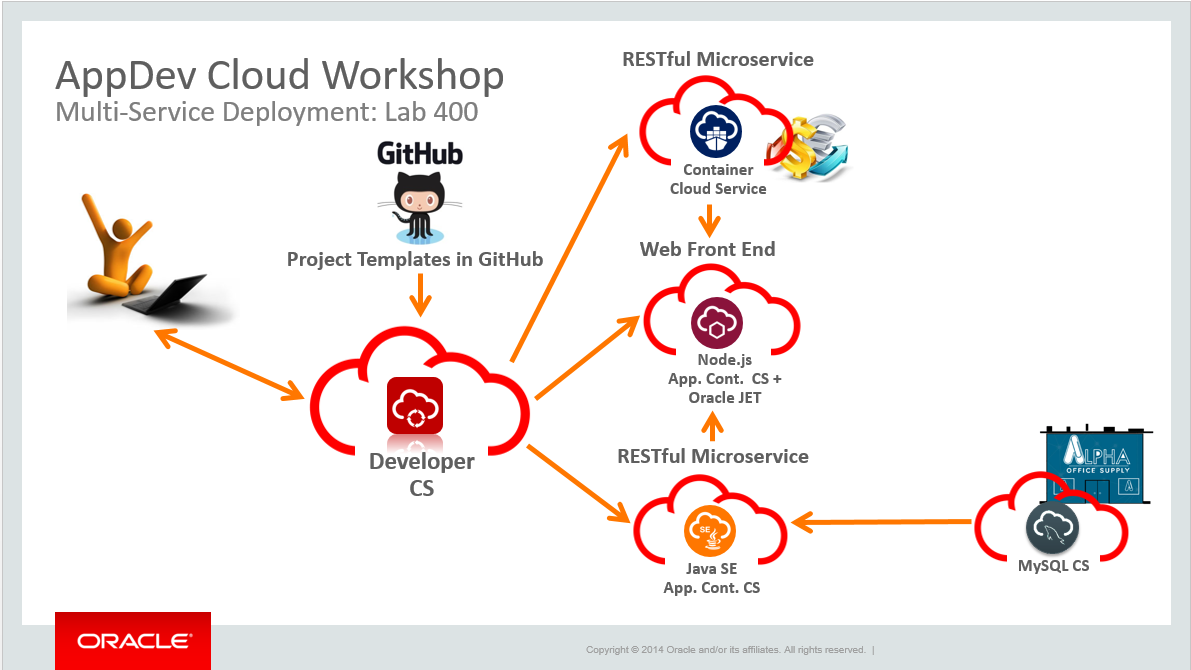 AppDev Cloud Workshop
Multi-Service Deployment: Lab 400
GitHub
Project Templates in GitHub
Developer
CS
RESTful Microservice
Container
Cloud Service
Web Front End
Node.js
App. Cont. CS +
Oracle JET
RESTful Microservice
SE
Java SE
App. Cont. CS
ALPHA
OFFICE SUPPLY
A
MySQL CS
ORACLE®
Copyright © 2014 Oracle and/or its affiliates. All rights reserved. |